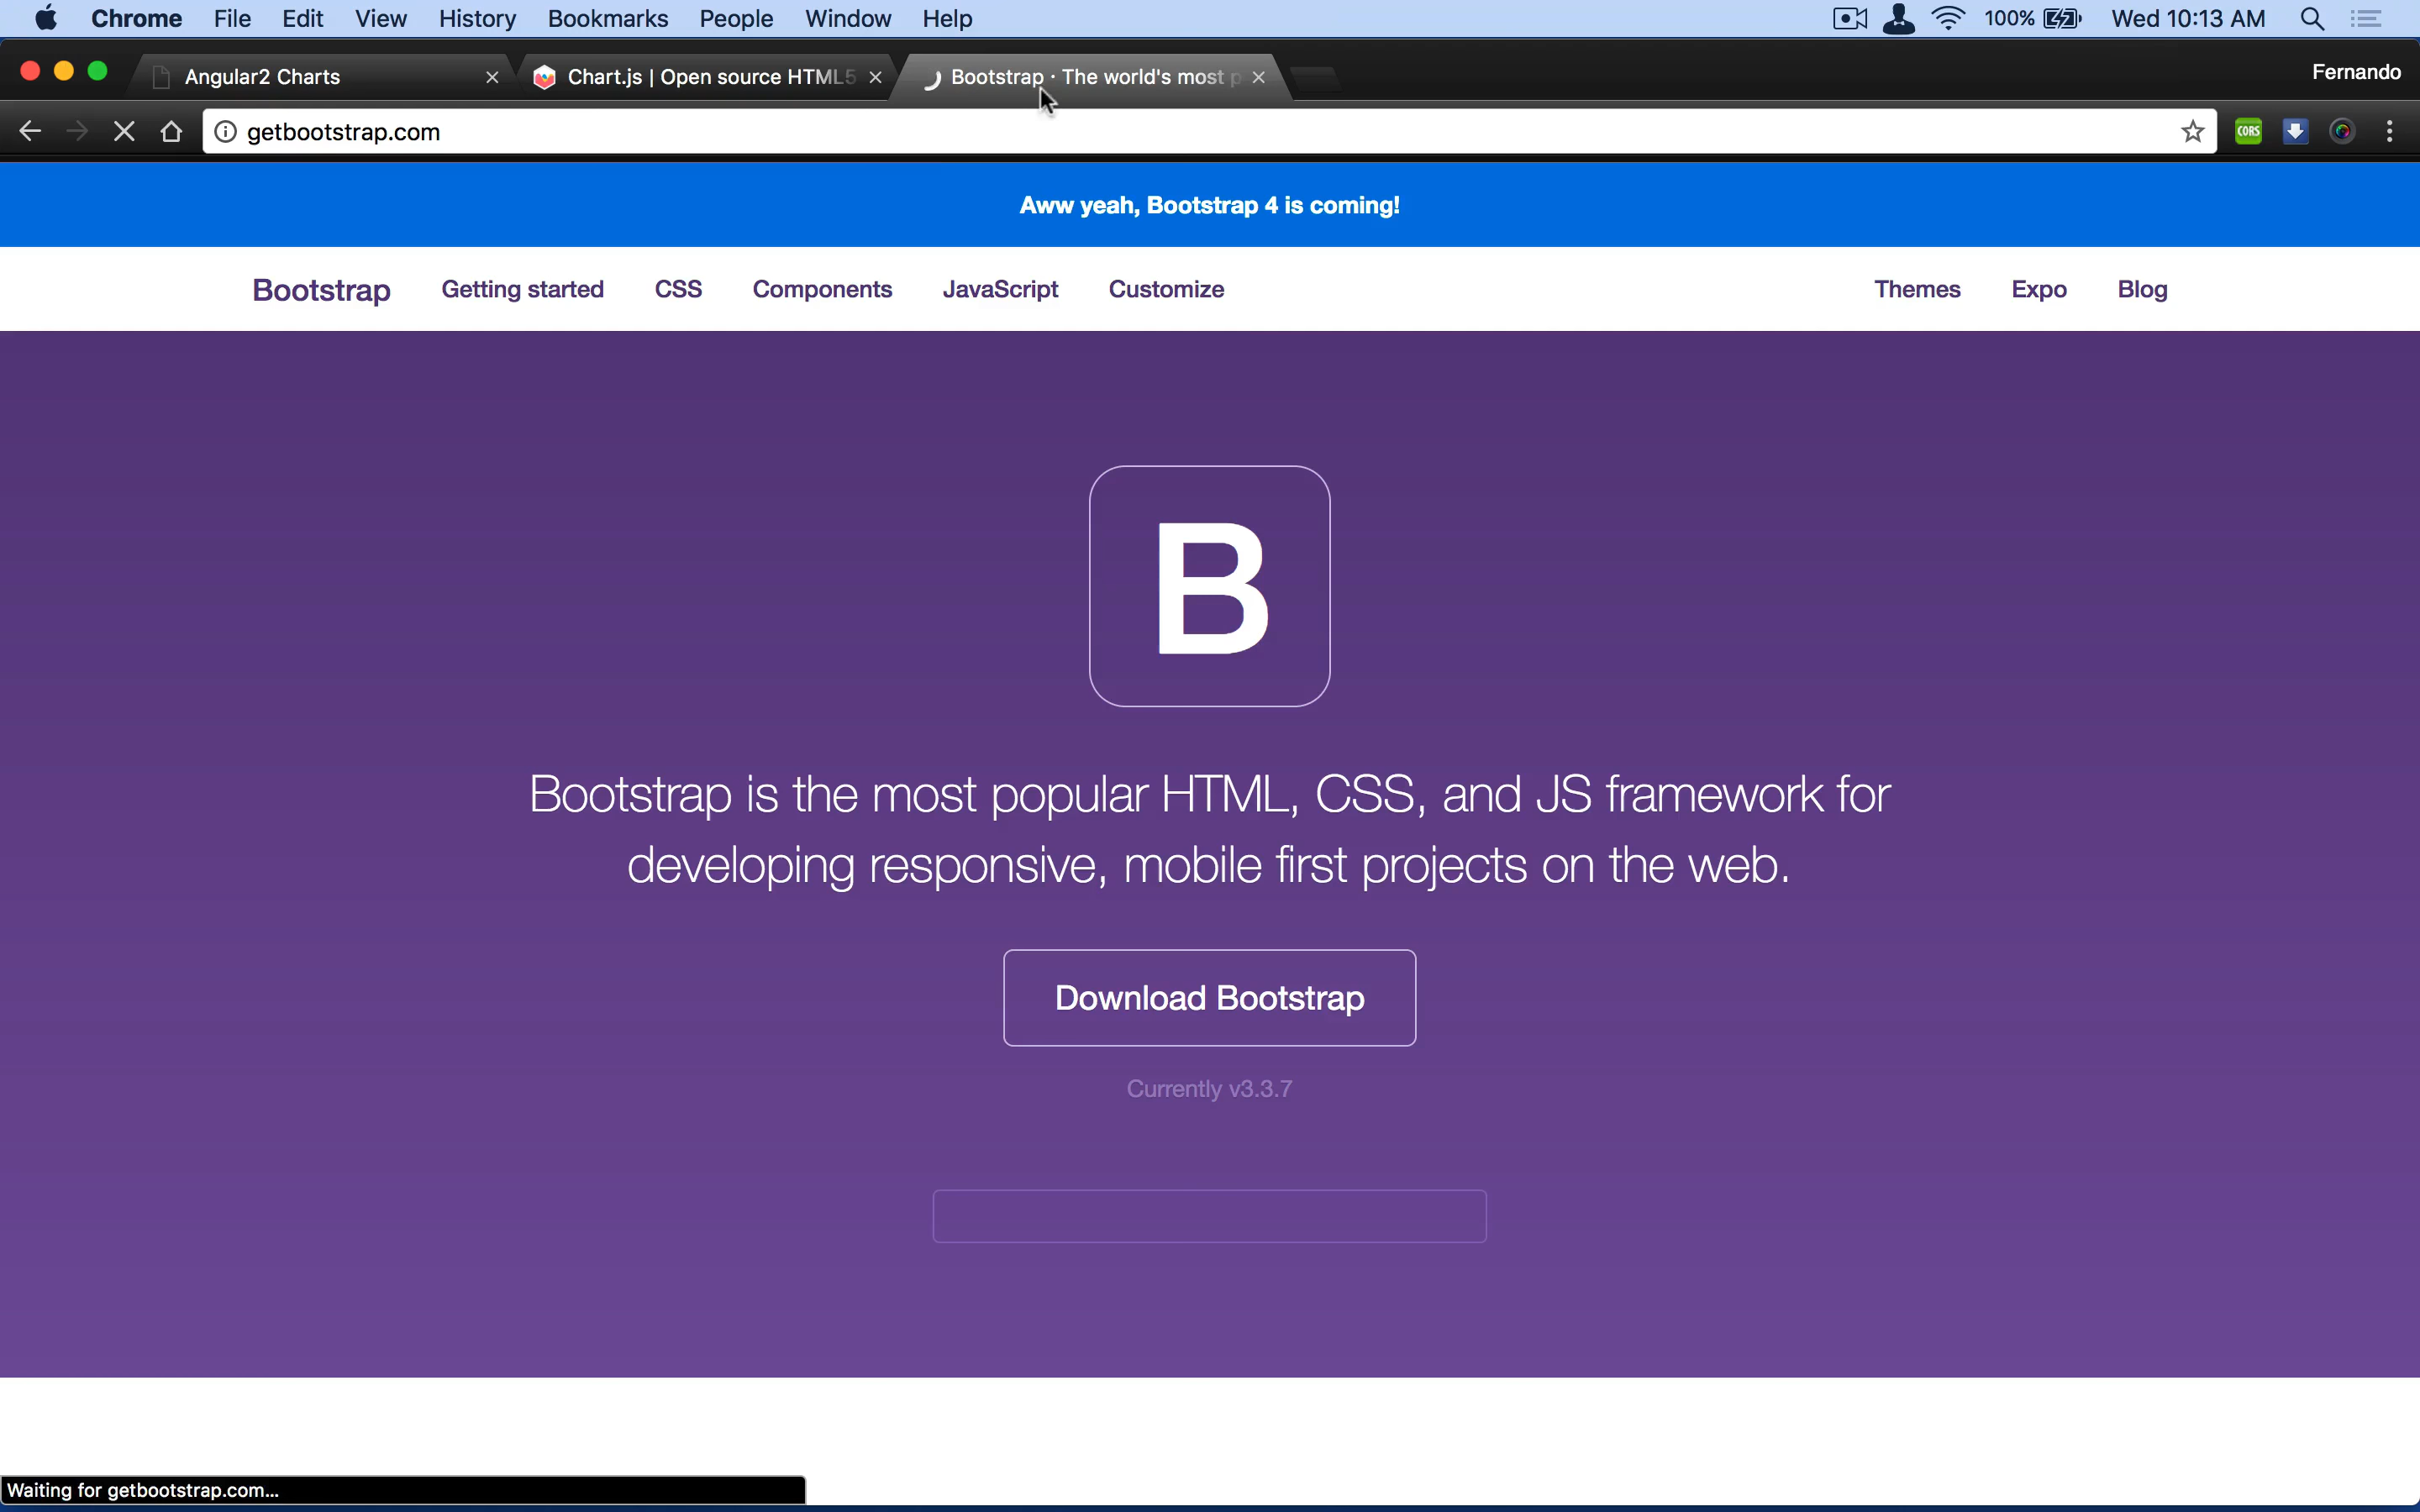 Chrome File Edit View History Bookmarks People Window Help 100% Wed 10:13 AM
Angular2 Charts Chart.js | Open source HTML5 Bootstrap · The world's most p Fernando
getbootstrap.com CORS
Aww yeah, Bootstrap 4 is coming!
Bootstrap Getting started CSS Components JavaScript Customize Themes Expo Blog
B
Bootstrap is the most popular HTML, CSS, and JS framework for
developing responsive, mobile first projects on the web.
Download Bootstrap
Currently v3.3.7
Waiting for getbootstrap.com...